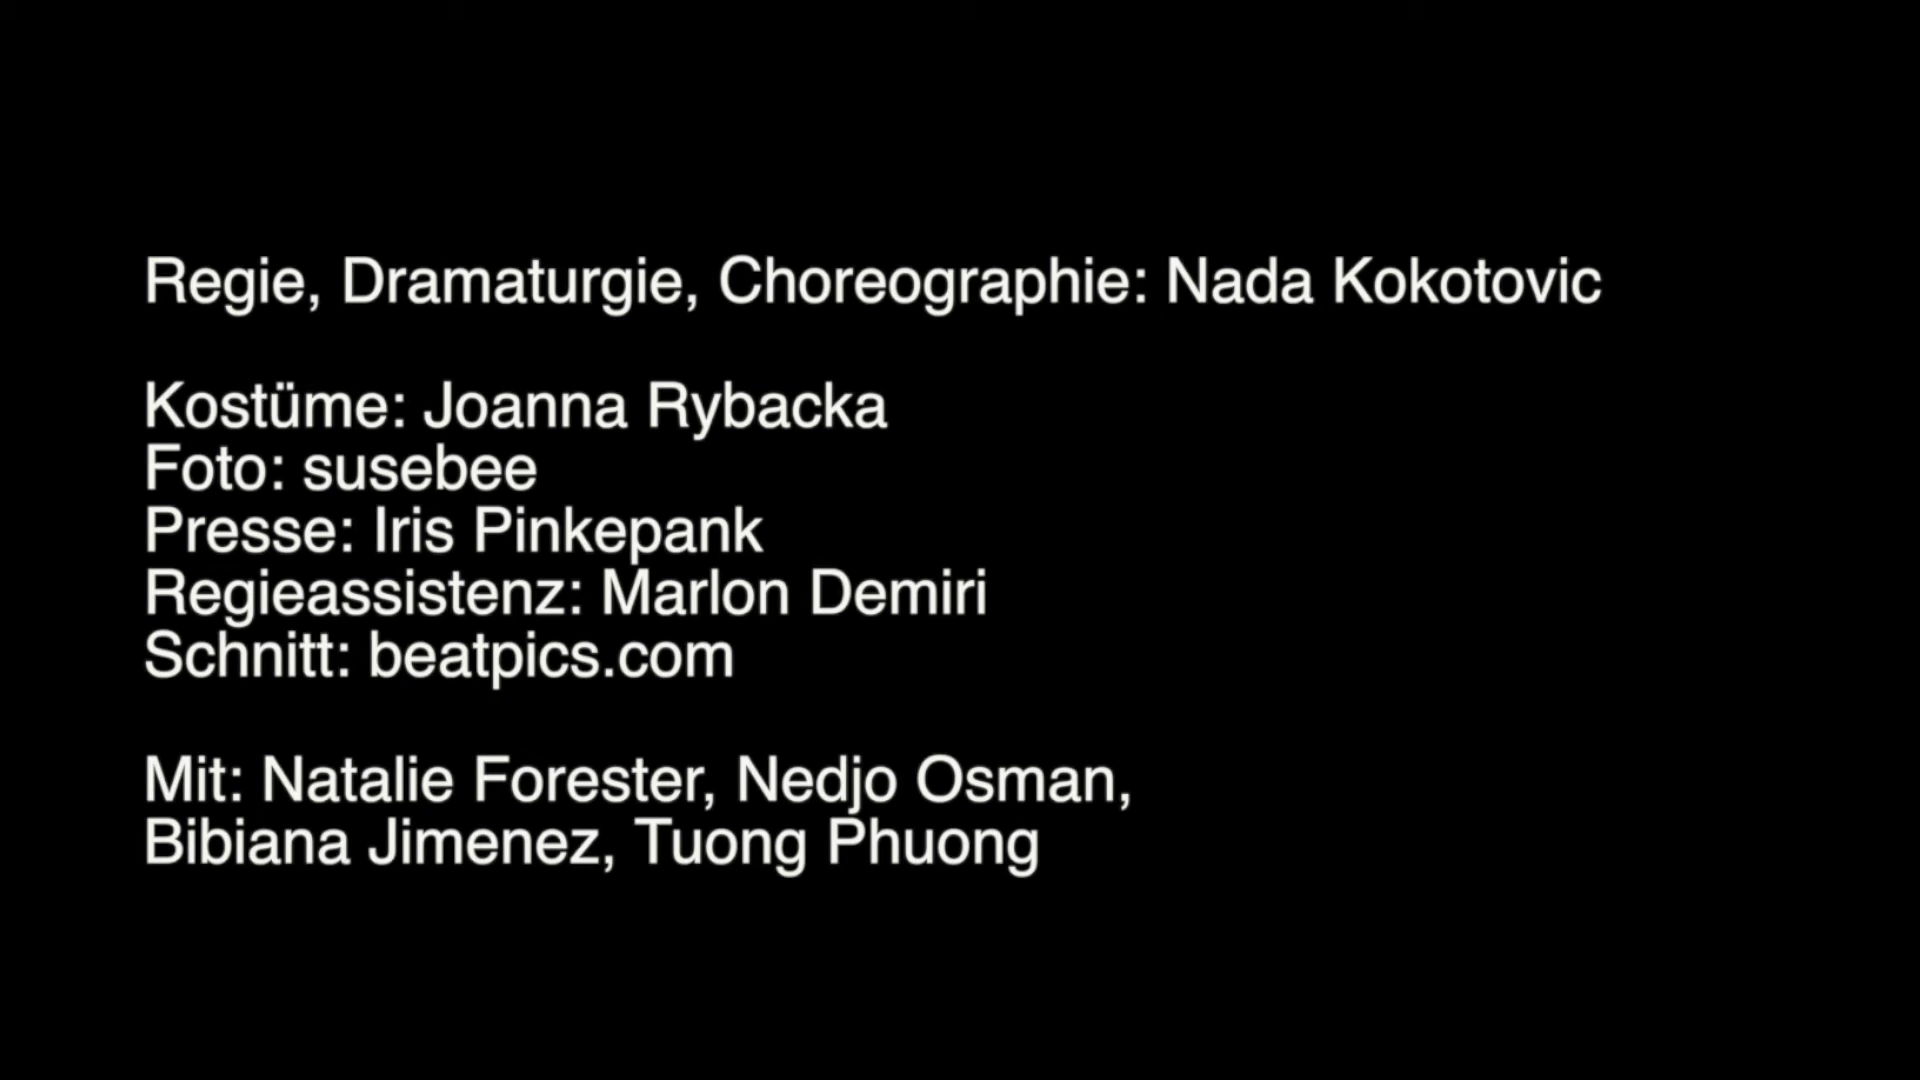 Regie, Dramaturgie, Choreographie: Nada Kokotovic
Kostüme: Joanna Rybacka
Foto: susebee
Presse: Iris Pinkepank
Regieassistenz: Marlon Demiri
Schnitt: beatpics.com
Mit: Natalie Forester, Nedjo Osman,
Bibiana Jimenez, Tuong Phuong